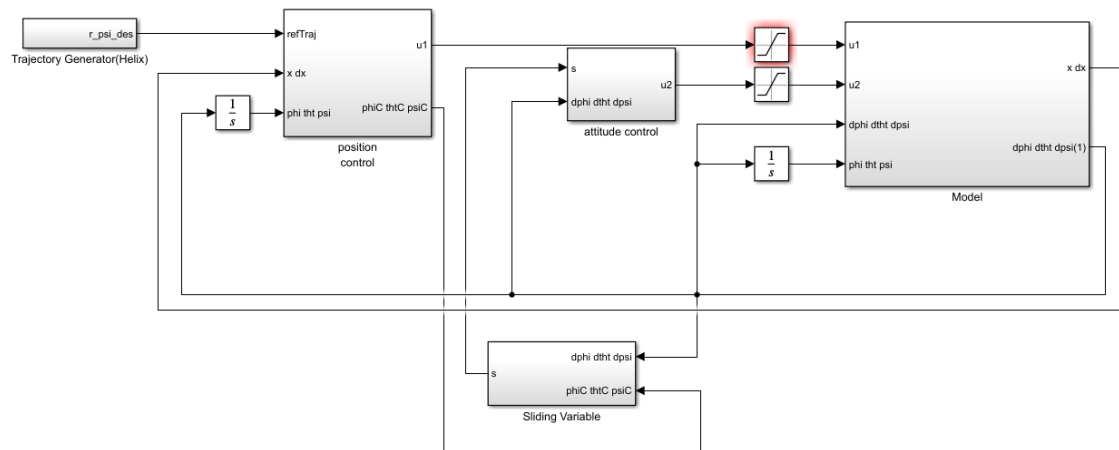 r_psi_des
Trajectory Generator(Helix)
refTraj
x dx
phi tht psi
u1
phiC thtC psiC
position
control
1
s
s
dphi dtht dpsi
u2
attitude control
1
s
u1
u2
dphi dtht dpsi
phi tht psi
x dx
dphi dtht dpsi(1)
Model
dphi dtht dpsi
s
phiC thtC psiC
Sliding Variable